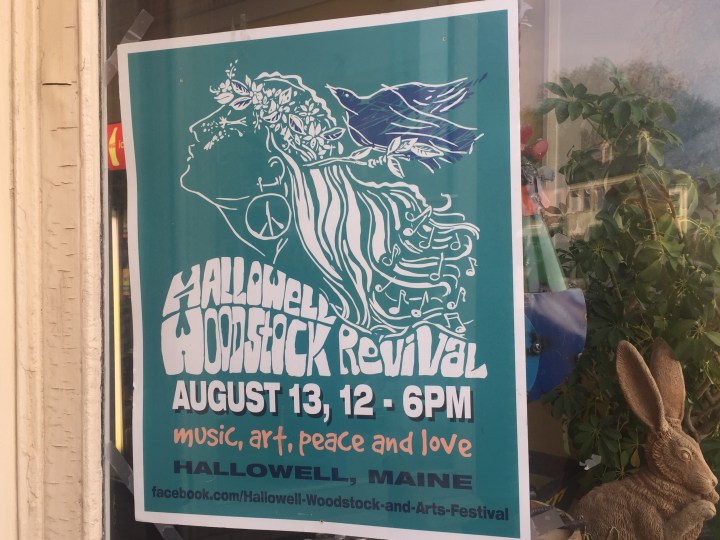 Hallowell
Woodstock Revival
AUGUST 13, 12 - 6PM
music, art, peace and love
HALLOWELL, MAINE
facebook.com/Hallowell-Woodstock-and-Arts-Festival